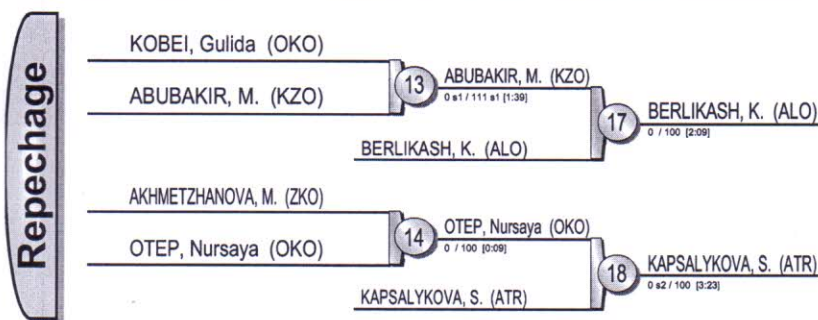 Repechage
KOBEI, Gulida (OKO)
ABUBAKIR, M. (KZO)
13
ABUBAKIR, M. (KZO)
0 s1 / 111 s1 [1:39]
BERLIKASH, K. (ALO)
17
BERLIKASH, K. (ALO)
0 / 100 [2:09]
AKHMETZHANOVA, M. (ZKO)
OTEP, Nursaya (OKO)
14
OTEP, Nursaya (OKO)
0 / 100 [0:09]
KAPSALYKOVA, S. (ATR)
18
KAPSALYKOVA, S. (ATR)
0 s2 / 100 [3:23]